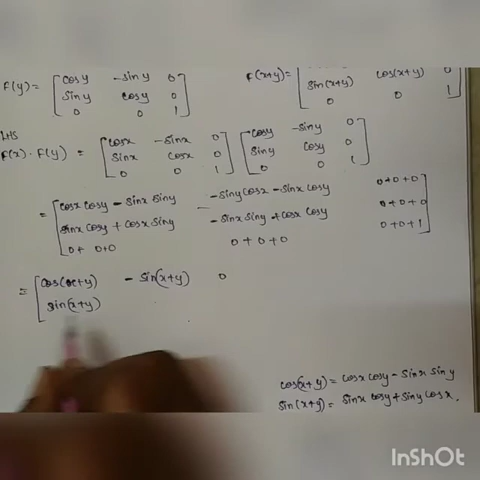 F(y) = [cosy -siny 0
siny cosy 0
0 0 1]
F(x+y) = [
sin(x+y) cos(x+y) 0
0 0 1]
LHS
F(x) . F(y) = [cosx -sinx 0 [cosy -siny 0
sinx cosx 0 siny cosy 0
0 0 1] 0 0 1]
= [cosx cosy - sinx siny -siny cosx - sinx cosy 0+0+0
sinx cosy + cosx siny -sinx siny + cosx cosy 0+0+0
0+ 0+0 0+0+0 0+0+1]
= [cos(x+y) - sin(x+y) 0
sin(x+y)
cos(x+y) = cosx cosy - sinx siny
sin(x+y) = sinx cosy + siny cosx.
InShOt